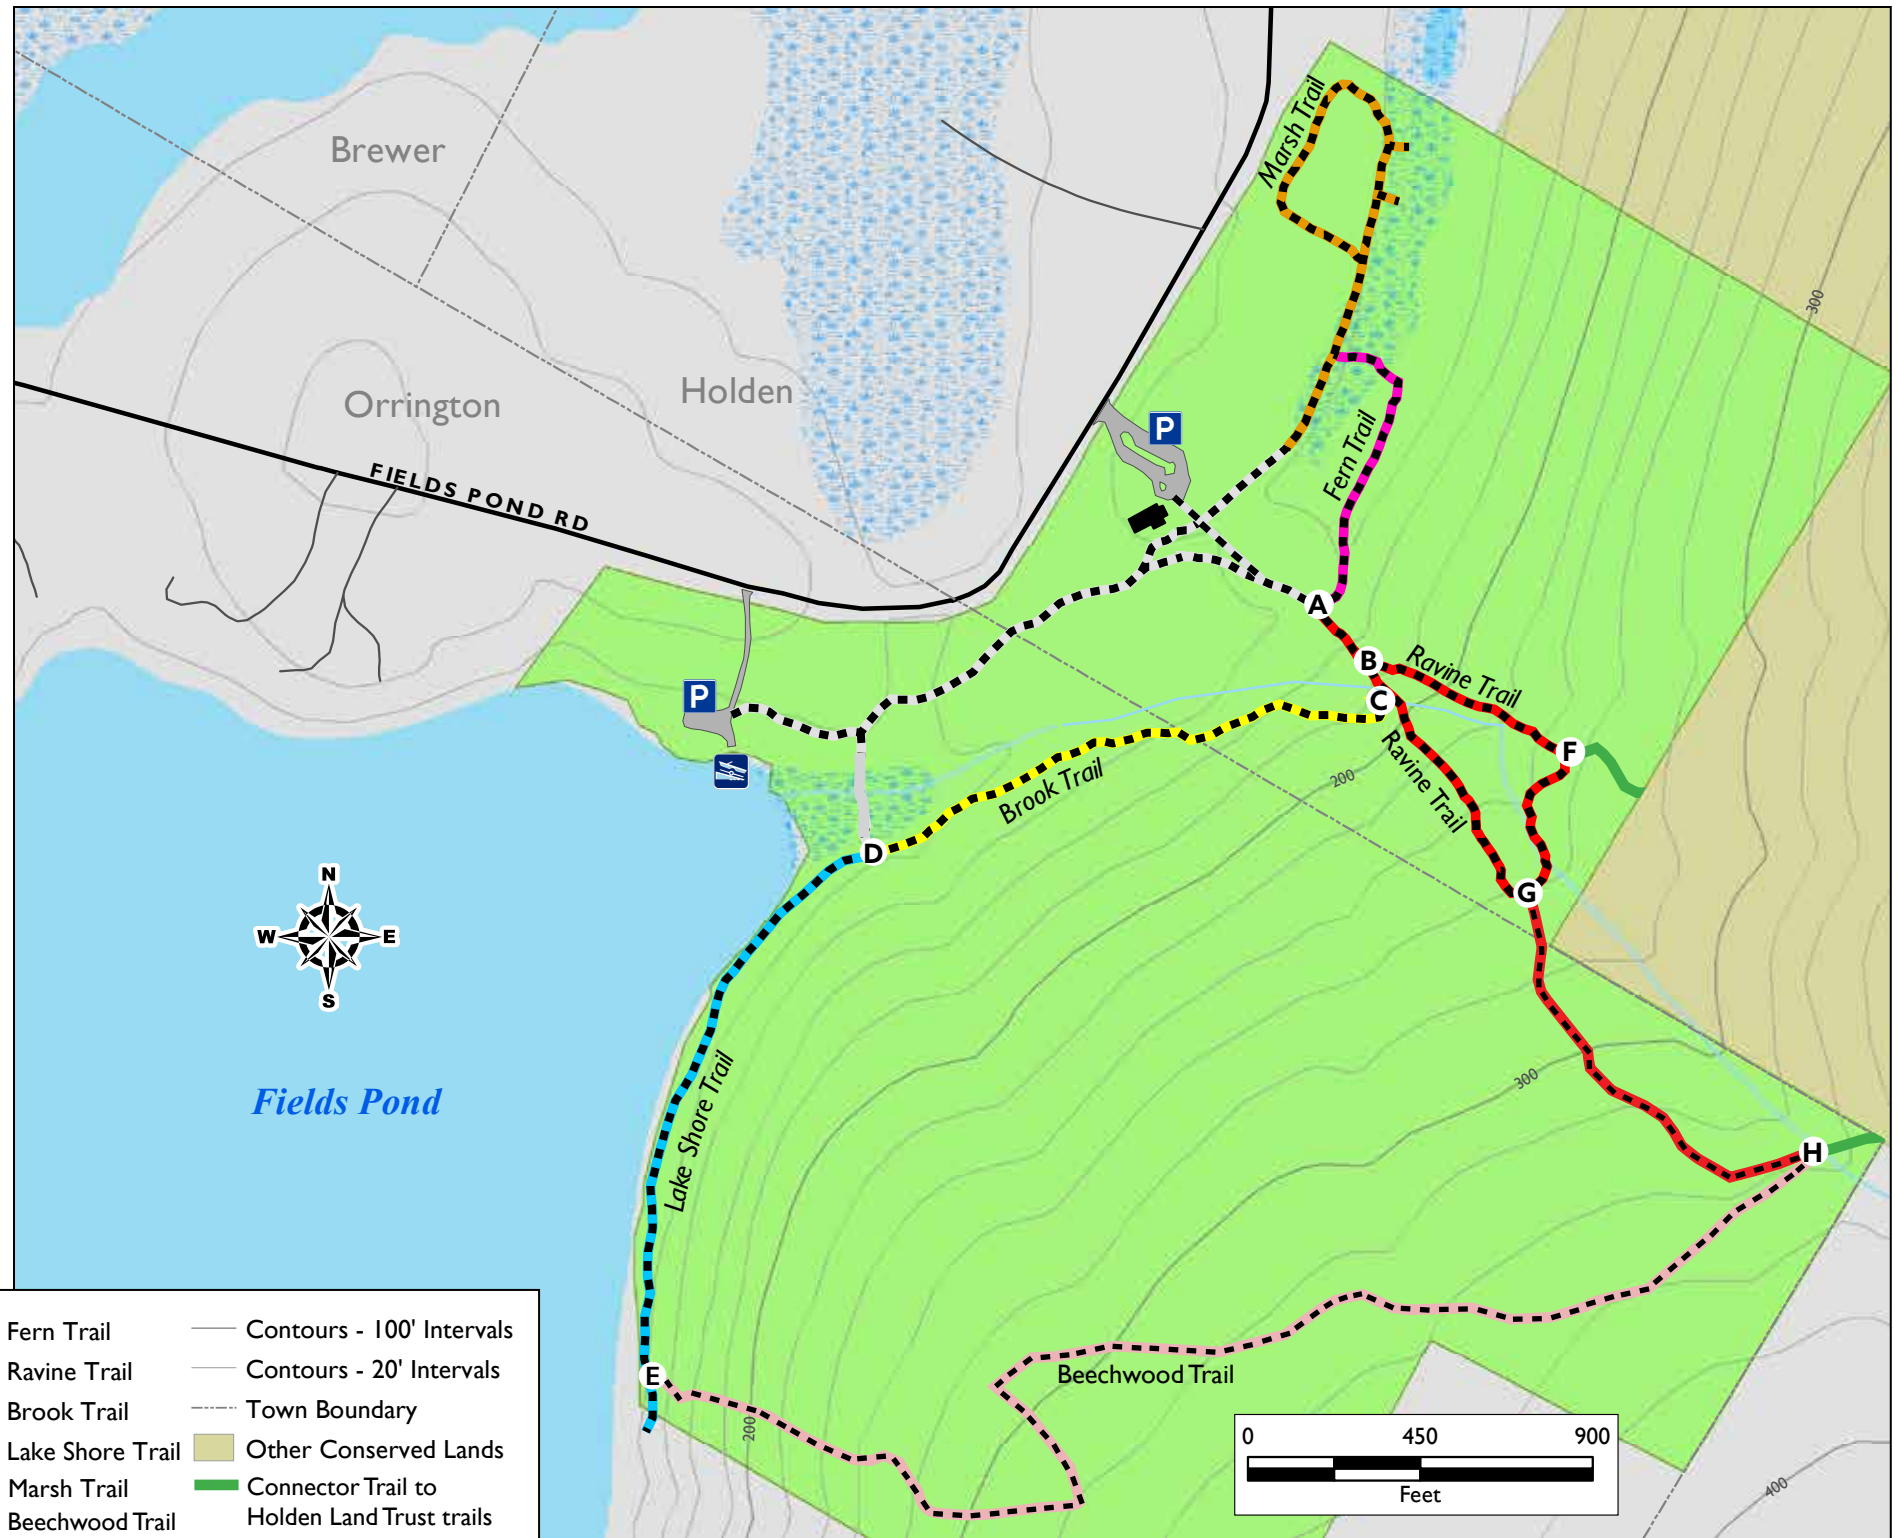 Brewer
Orrington
Holden
FIELDS POND RD
Marsh Trail
300
P
Fern Trail
A
B
Ravine Trail
C
P
F
Ravine Trail
200
Brook Trail
D
G
N
W
E
S
Fields Pond
Lake Shore Trail
300
H
E
Beechwood Trail
200
400
Fern Trail
Ravine Trail
Brook Trail
Lake Shore Trail
Marsh Trail
Beechwood Trail
Contours - 100' Intervals
Contours - 20' Intervals
Town Boundary
Other Conserved Lands
Connector Trail to
Holden Land Trust trails
0 450 900
Feet